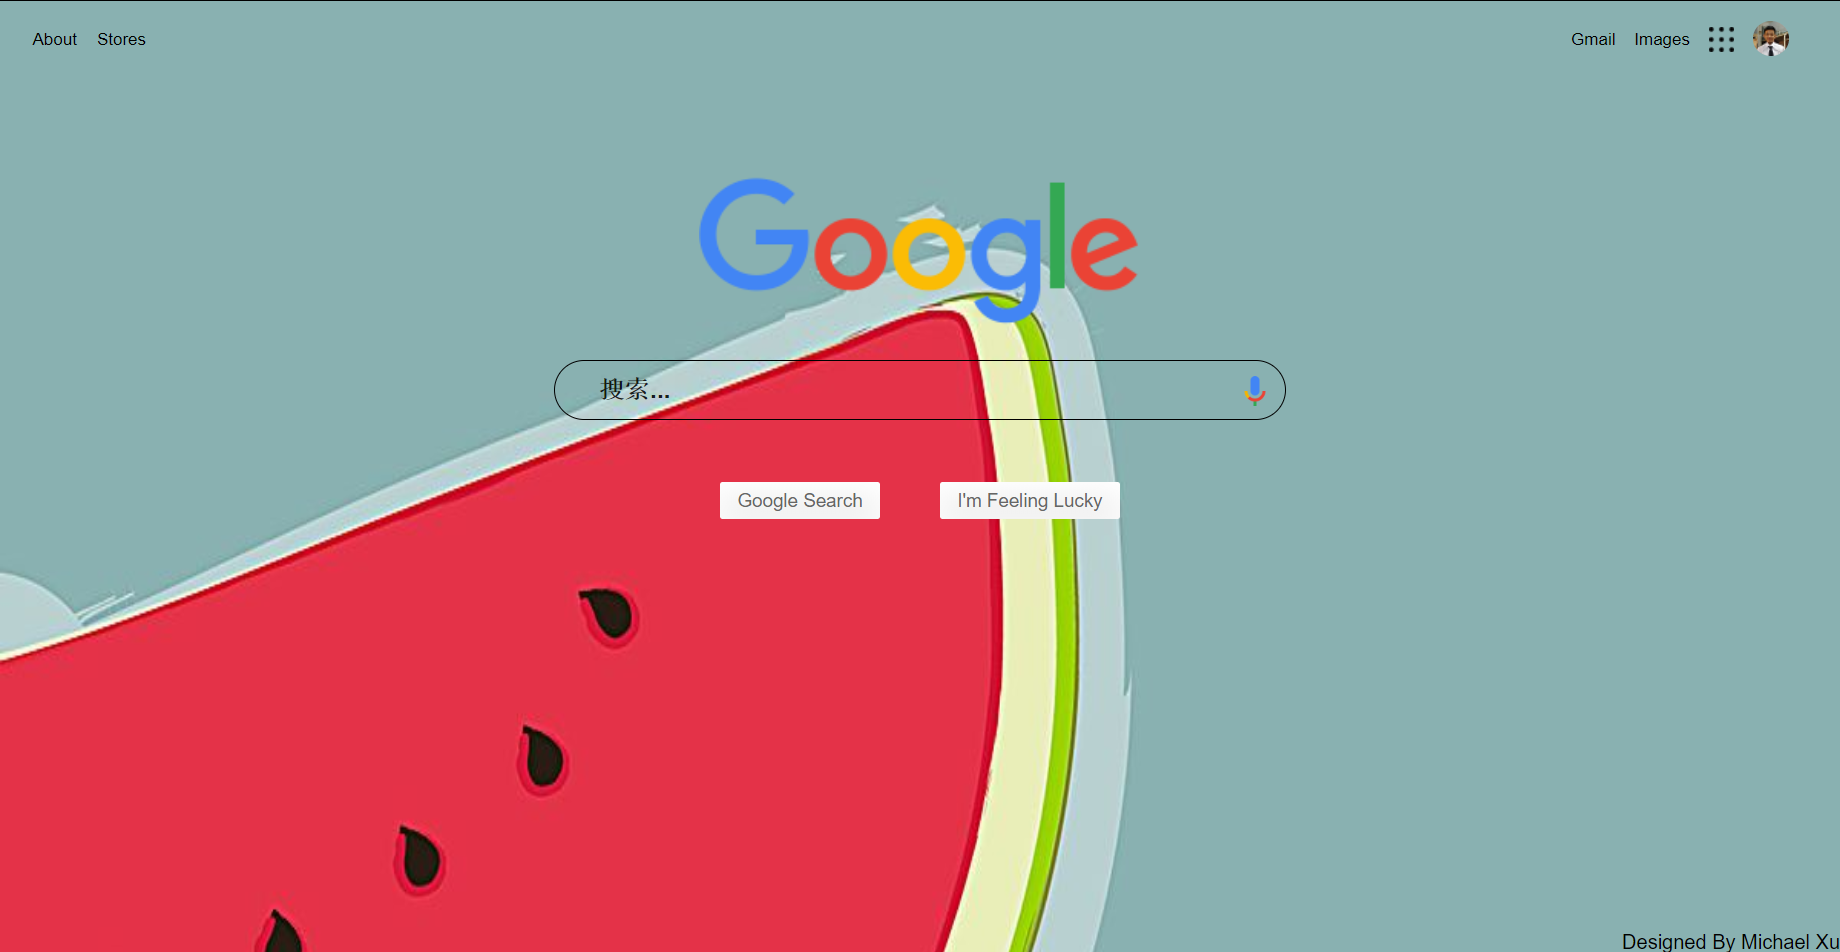 About Stores
Gmail Images
Google
搜索...
Google Search
I'm Feeling Lucky
Designed By Michael Xu